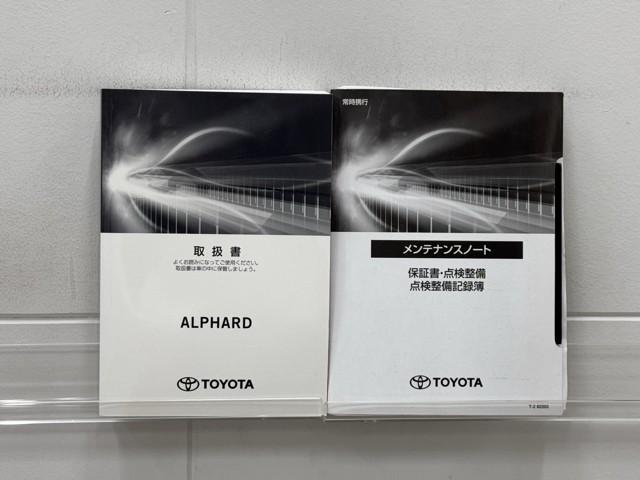 取扱書
よくお読みになってご使用ください。
取扱書は車の中に保管しましょう。
ALPHARD
TOYOTA
常時携行
メンテナンスノート
保証書・点検整備
点検整備記録簿
TOYOTA